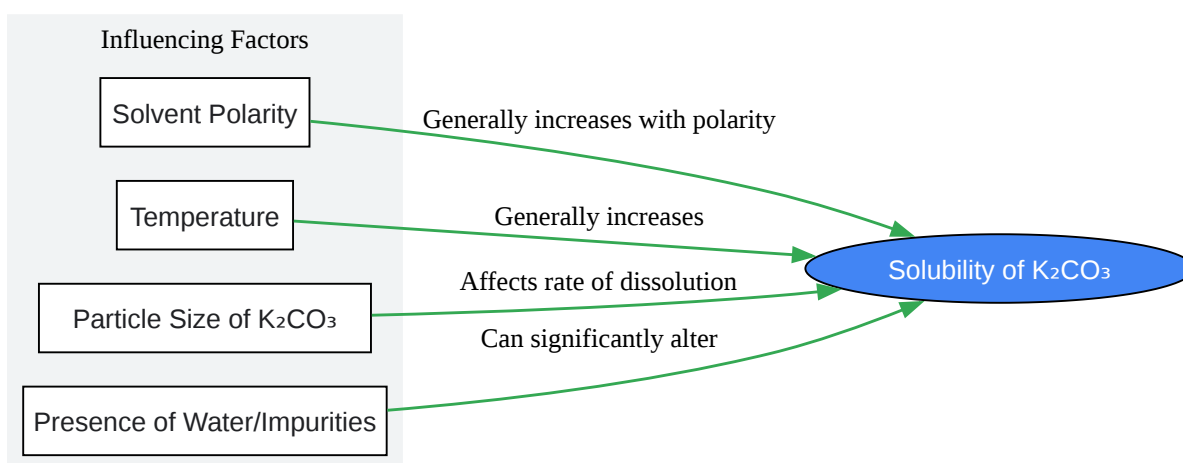 Influencing Factors
Solvent Polarity
Generally increases with polarity
Temperature
Generally increases
Solubility of K₂CO₃
Affects rate of dissolution
Particle Size of K₂CO₃
Can significantly alter
Presence of Water/Impurities